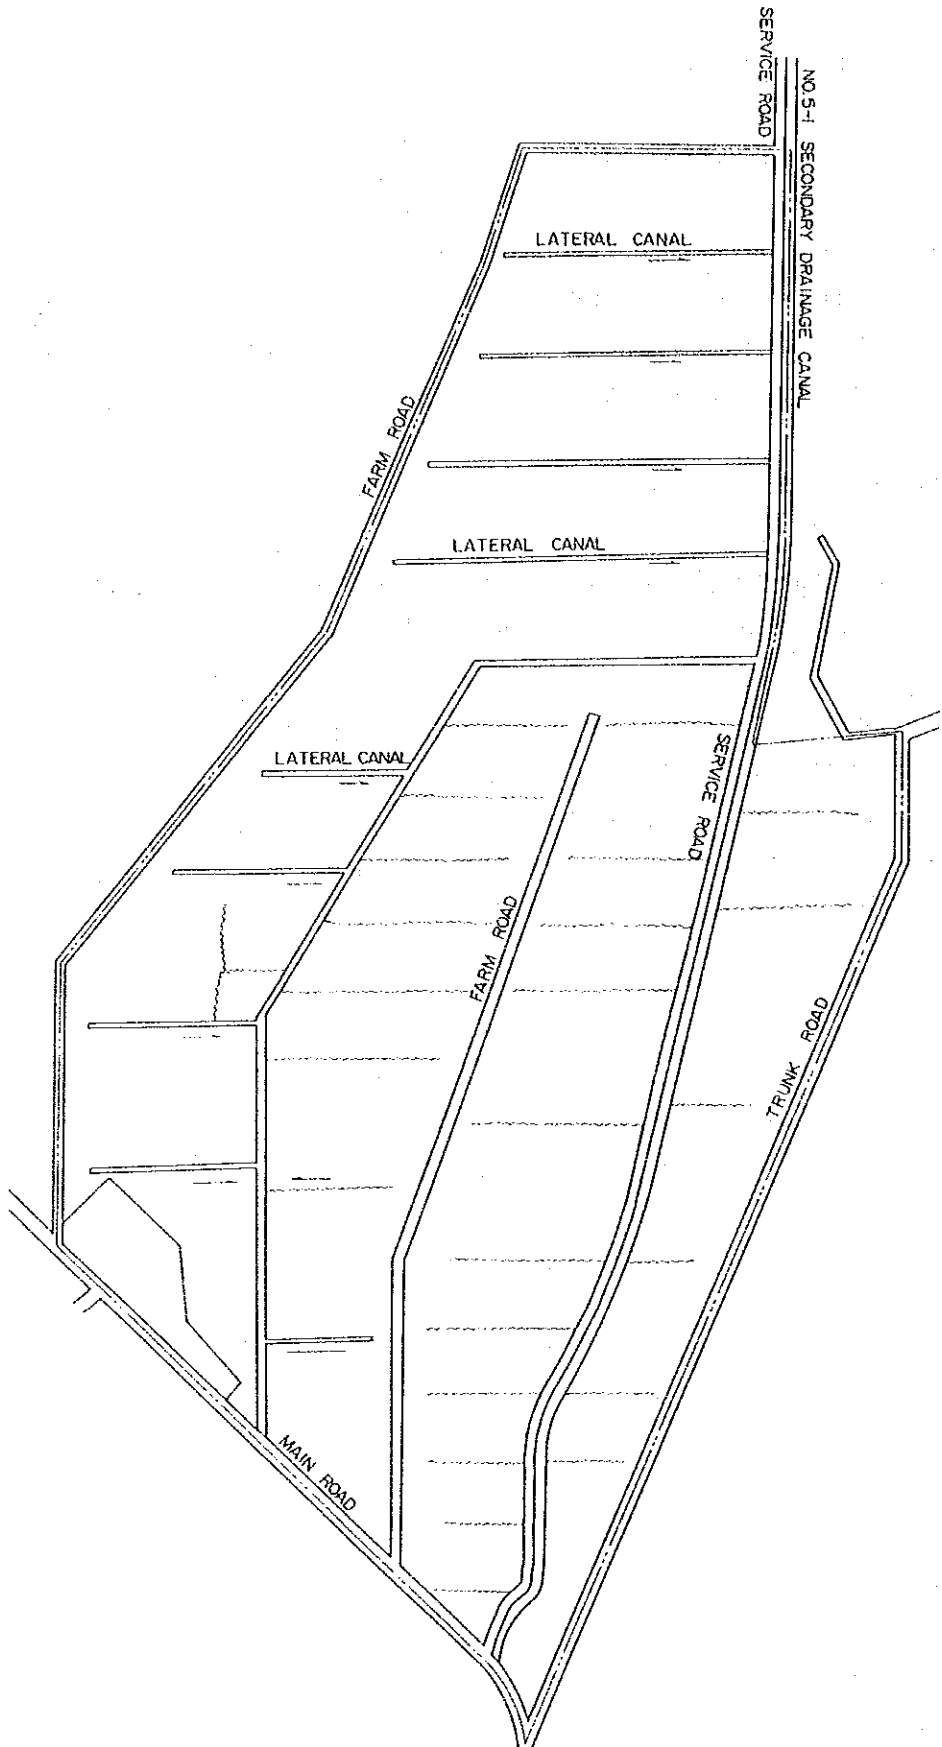 SERVICE ROAD
NO.5-1 SECONDARY DRAINAGE CANAL
LATERAL CANAL
FARM ROAD
LATERAL CANAL
LATERAL CANAL
SERVICE ROAD
FARM ROAD
TRUNK ROAD
MAIN ROAD